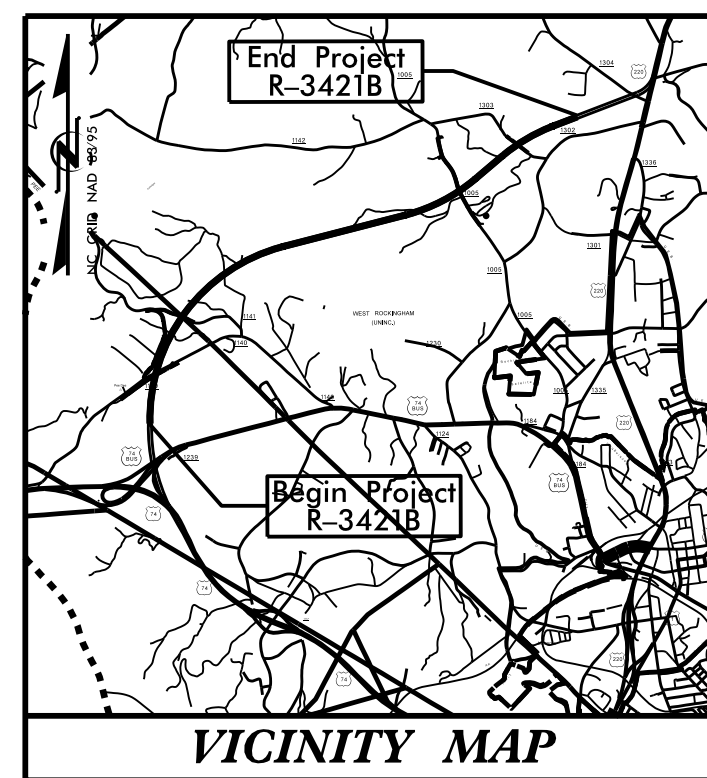 End Project
R–3421B
1005
1304
220
1303
1302
1142
1336
NC GRID NAD 83/95
1005
1301
1005
220
1141
WEST ROCKINGHAM
(UNINC.)
1005
1140
1230
1335
74
BUS
220
1124
1184
74
BUS
1239
74
BUS
184
Begin Project
R–3421B
74
74
220
74
VICINITY MAP